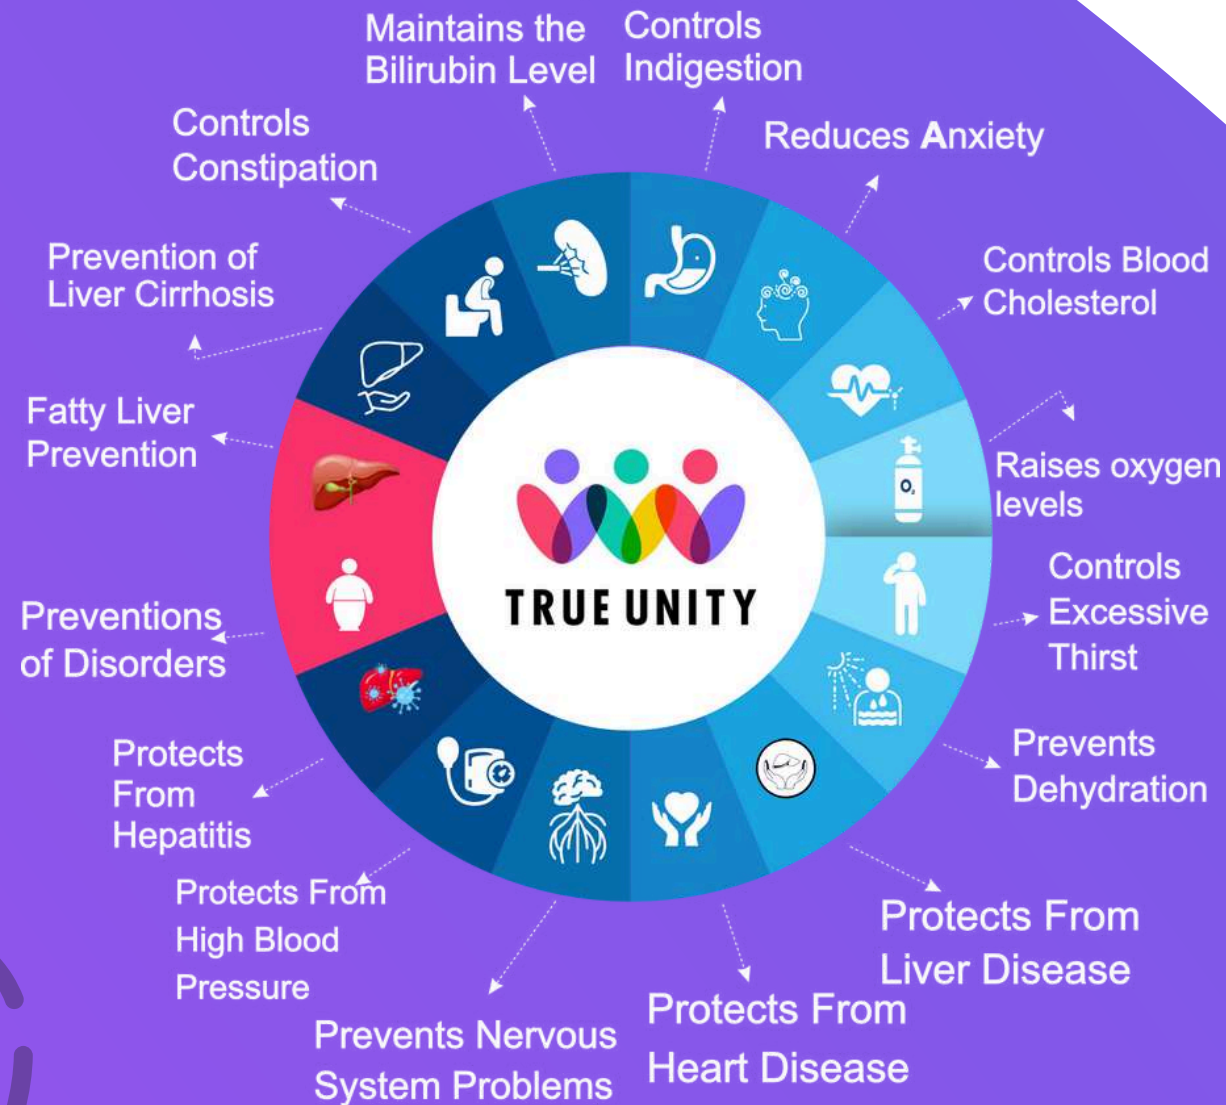 Maintains the
Bilirubin Level
Controls
Indigestion
Reduces Anxiety
Controls Blood
Cholesterol
Raises oxygen
levels
Controls
Excessive
Thirst
Prevents
Dehydration
Protects From
Liver Disease
Protects From
Heart Disease
Prevents Nervous
System Problems
Protects From
High Blood
Pressure
Protects
From
Hepatitis
Preventions
of Disorders
Fatty Liver
Prevention
Prevention of
Liver Cirrhosis
Controls
Constipation
O₂
TRUE UNITY